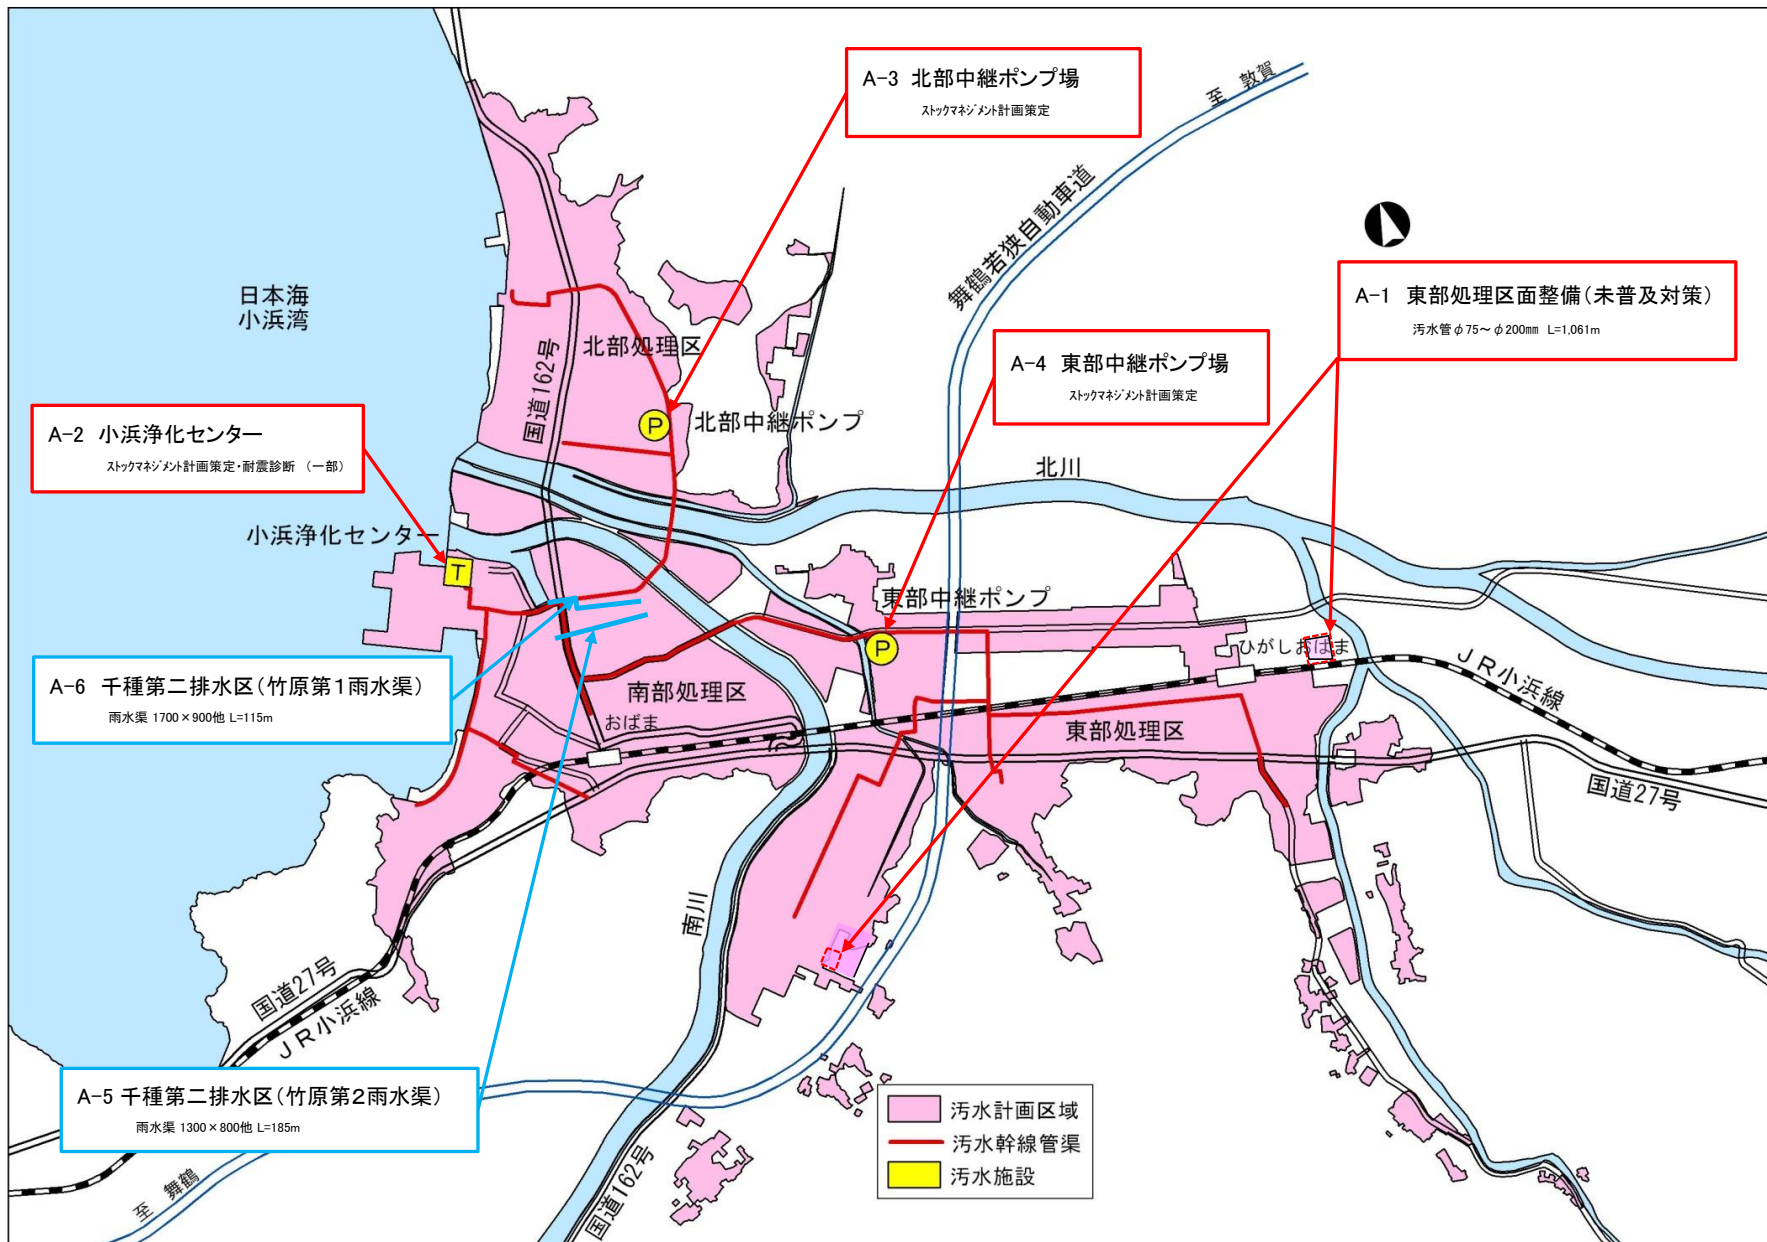 A-3 北部中継ポンプ場
ストックマネジメント計画策定
至 敦賀
舞鶴若狭自動車道
日本海
小浜湾
A-1 東部処理区面整備(未普及対策)
汚水管φ75~φ200㎜ L=1,061m
北部処理区
国道162号
A-4 東部中継ポンプ場
ストックマネジメント計画策定
P
北部中継ポンプ
A-2 小浜浄化センター
ストックマネジメント計画策定・耐震診断 (一部)
北川
小浜浄化センター
T
東部中継ポンプ
P
ひがしおばま
JR小浜線
A-6 千種第二排水区(竹原第1雨水渠)
雨水渠 1700×900他 L=115m
南部処理区
おばま
東部処理区
国道27号
南川
国道27号
JR小浜線
A-5 千種第二排水区(竹原第2雨水渠)
雨水渠 1300×800他 L=185m
汚水計画区域
汚水幹線管渠
汚水施設
至 舞鶴
国道162号